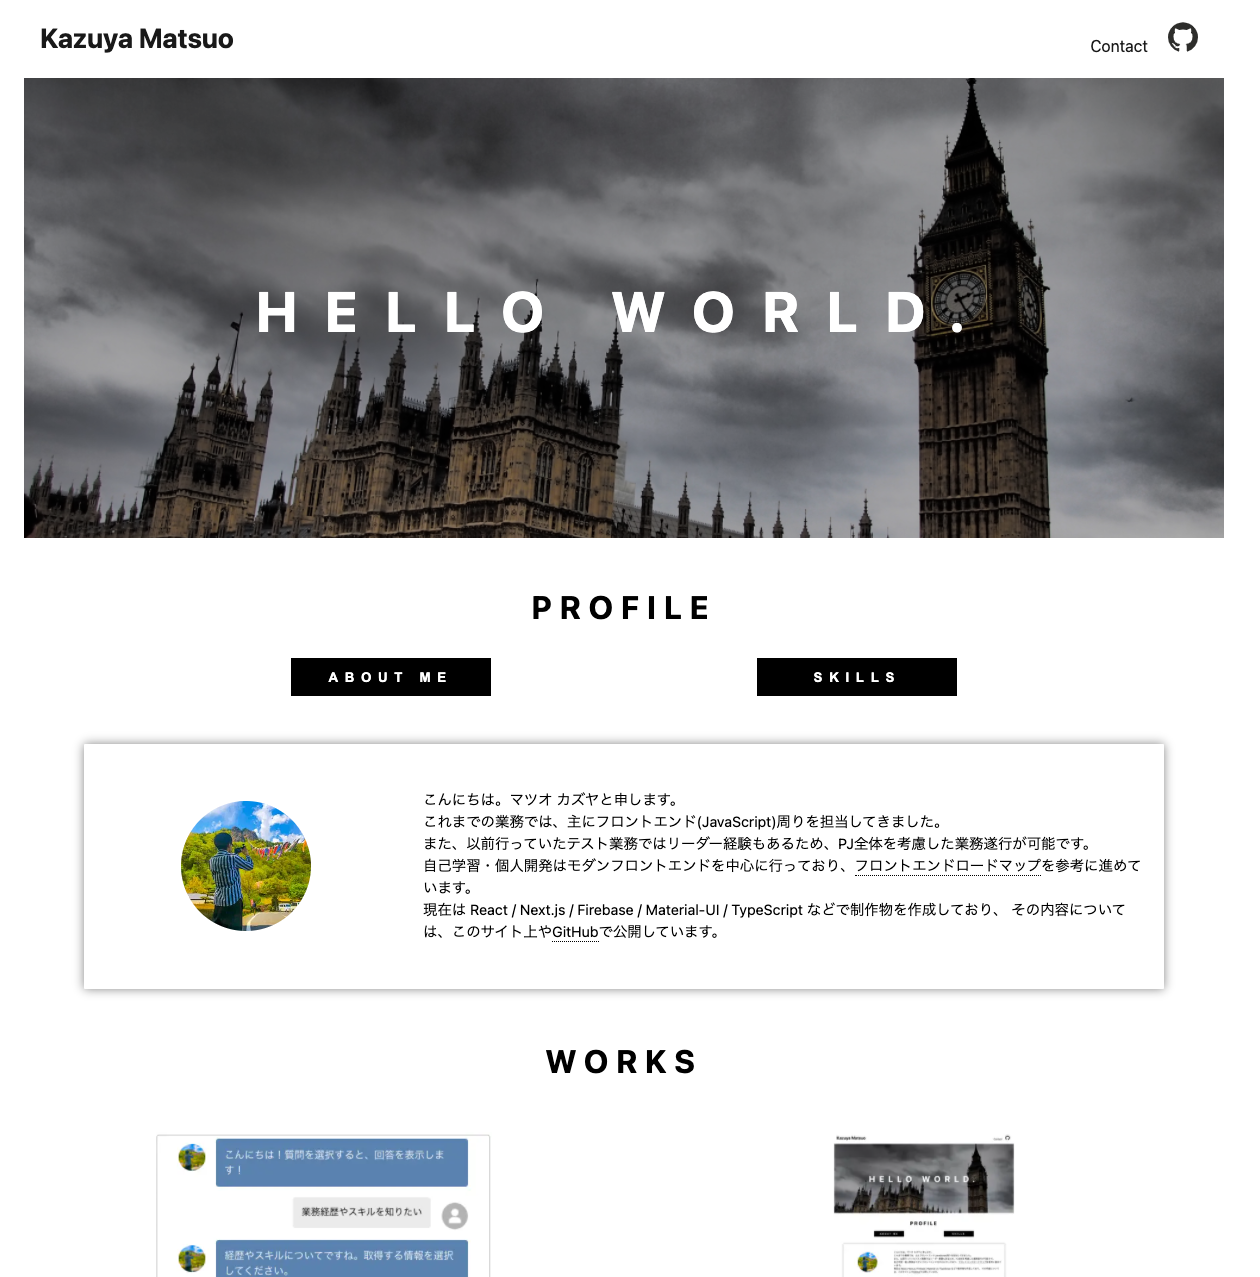 Kazuya Matsuo
Contact
HELLO WORLD.
PROFILE
ABOUT ME
SKILLS
こんにちは。マツオ カズヤと申します。
これまでの業務では、主にフロントエンド(JavaScript)周りを担当してきました。
また、以前行っていたテスト業務ではリーダー経験もあるため、PJ全体を考慮した業務遂行が可能です。
自己学習・個人開発はモダンフロントエンドを中心に行っており、フロントエンドロードマップを参考に進めて
います。
現在は React / Next.js / Firebase / Material-UI / TypeScript などで制作物を作成しており、 その内容について
は、このサイト上やGitHubで公開しています。
WORKS
こんにちは！質問を選択すると、回答を表示しま
す！
業務経歴やスキルを知りたい
経歴やスキルについてですね。取得する情報を選択
してください。
Kazuya Matsuo
HELLO WORLD.
PROFILE